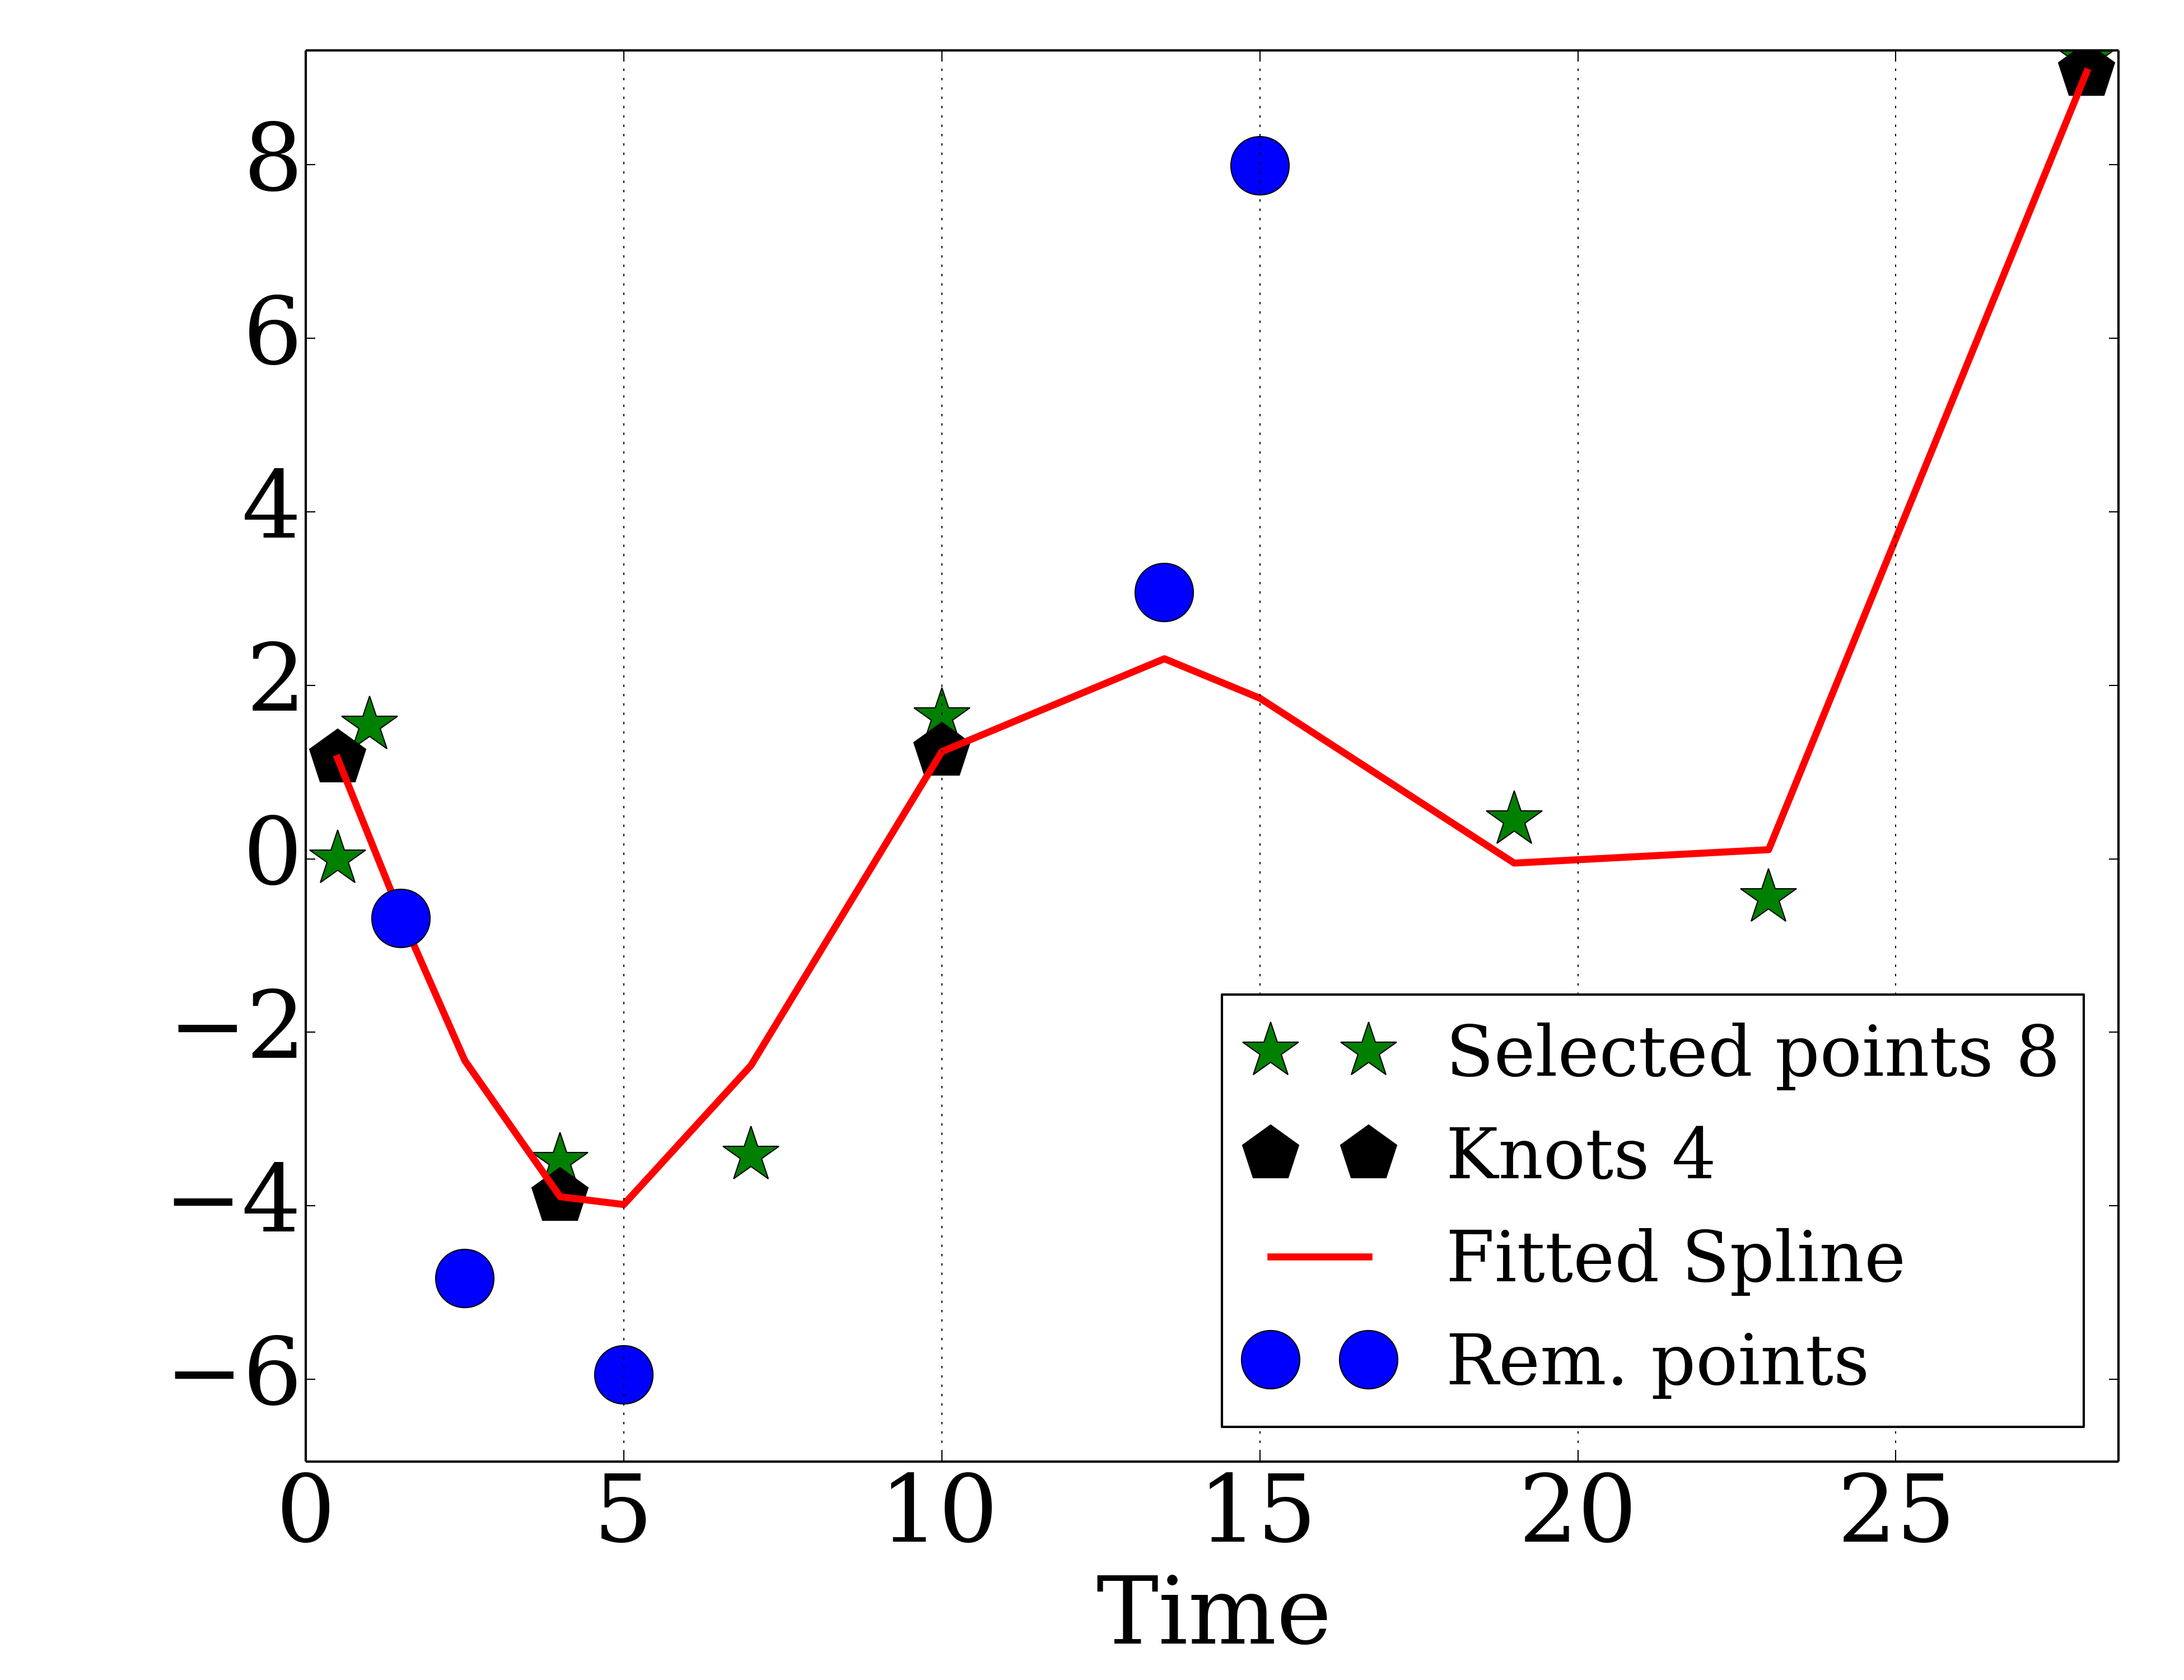 8
6
4
2
0
−2
−4
−6
0 5 10 15 20 25
Time
Selected points 8
Knots 4
Fitted Spline
Rem. points